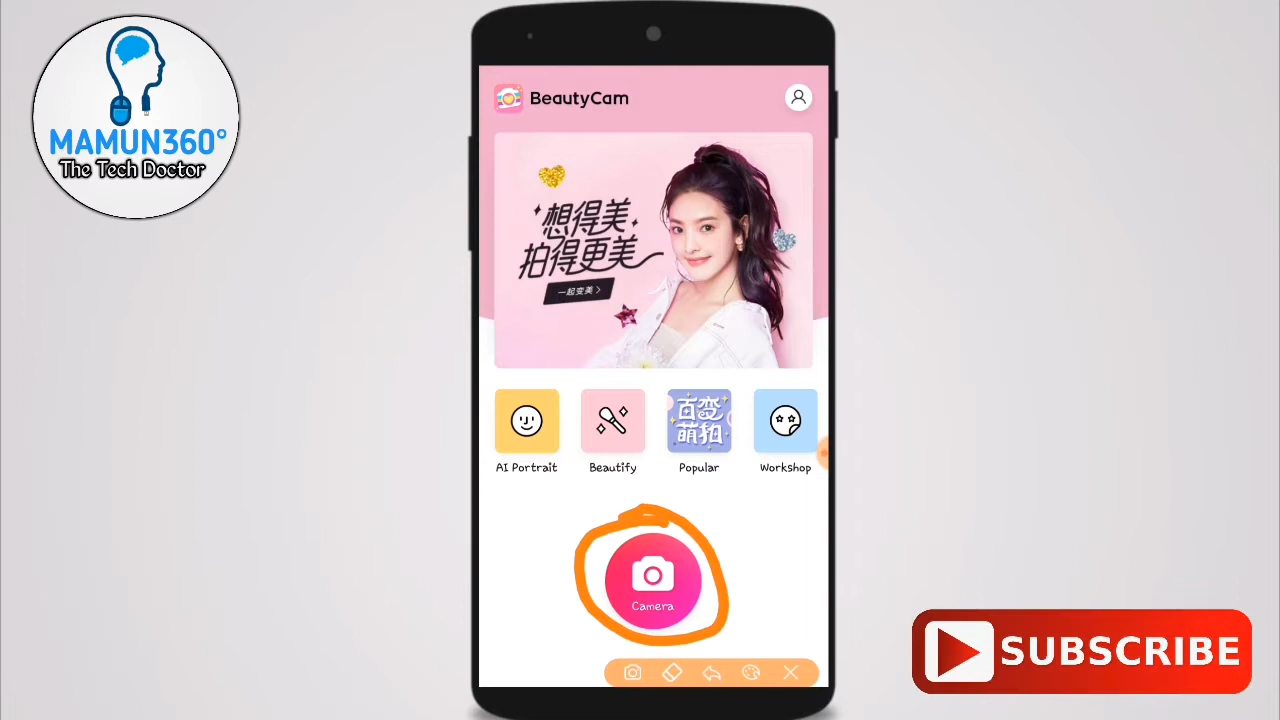 MAMUN360°
The Tech Doctor
BeautyCam
想得美
拍得更美
一起变美 >
AI Portrait
Beautify
百变
萌拍
Popular
Workshop
Camera
SUBSCRIBE